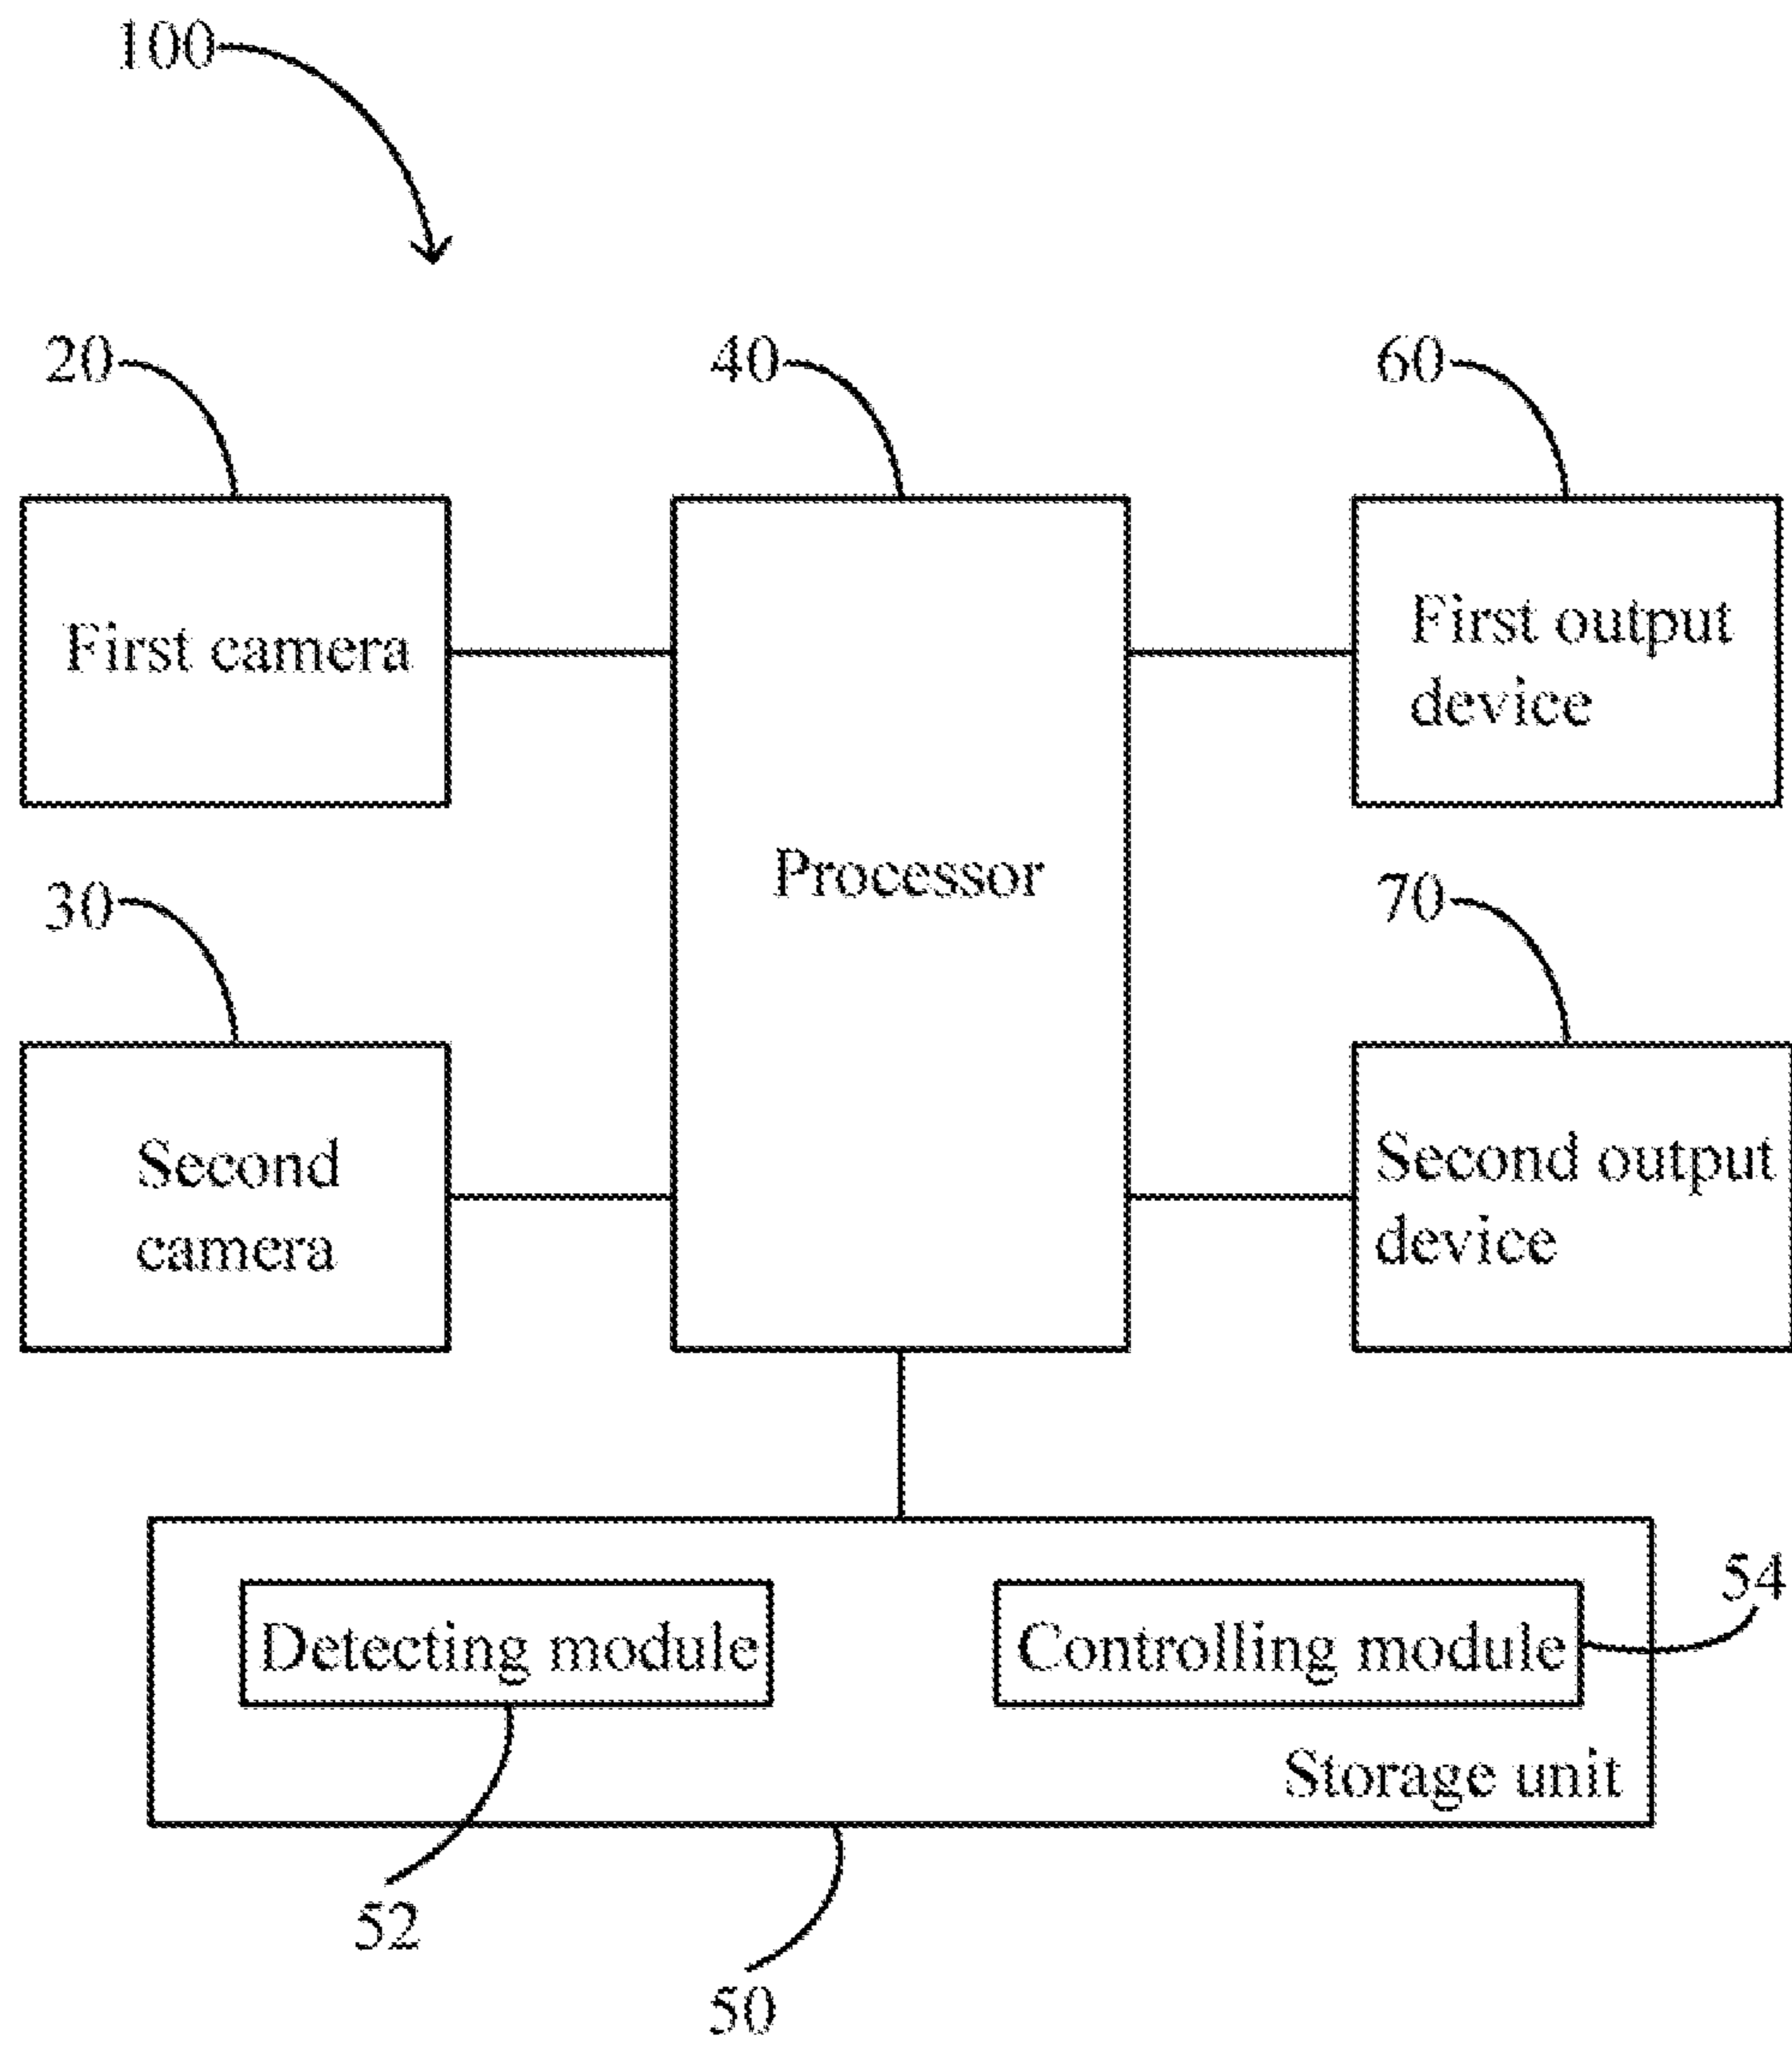 100
20
40
60
First camera
Processor
First output
device
30
70
Second
camera
Second output
device
Detecting module
Controlling module
54
Storage unit
52
50